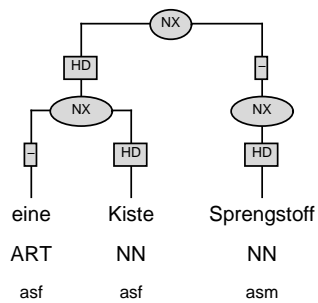 NX
HD –
NX NX
– HD HD
eine Kiste Sprengstoff
ART NN NN
asf asf asm